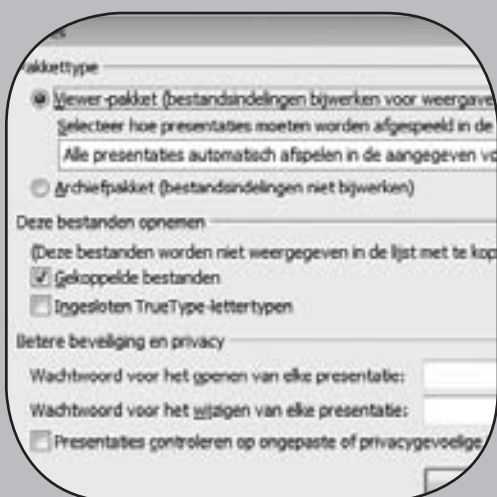 akkettype
Viewer-pakket (bestandsindelingen bijwerken voor weergave
Selecteer hoe presentaties moeten worden afgespeeld in de
Alle presentaties automatisch afspelen in de aangegeven vo
Archiefpakket (bestandsindelingen niet bijwerken)
Deze bestanden opnemen
(Deze bestanden worden niet weergegeven in de lijst met te kop
Gekoppelde bestanden
Ingesloten TrueType-lettertypen
Betere beveiliging en privacy
Wachtwoord voor het openen van elke presentatie:
Wachtwoord voor het wijzigen van elke presentatie:
Presentaties controleren op ongepaste of privacygevoelige